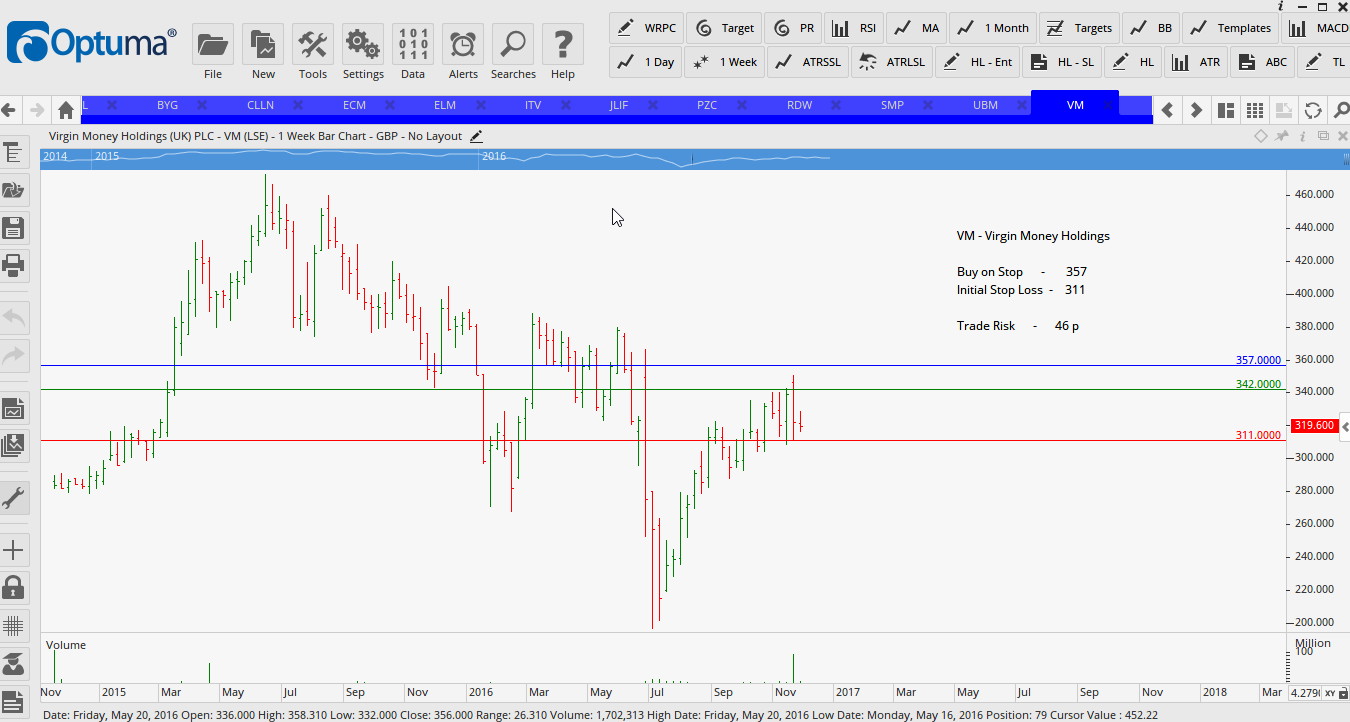 i
WRPC Target PR RSI MA 1 Month Targets BB Templates MACD
Optuma®
101
010
011
File New Tools Settings Data Alerts Searches Help
1 Day 1 Week ATRSSL ATRLSL HL - Ent HL - SL HL ATR ABC TL
L BYG CLLN ECM ELM ITV JLIF PZC RDW SMP UBM VM
Virgin Money Holdings (UK) PLC - VM (LSE) - 1 Week Bar Chart - GBP - No Layout
2014 2015 2016
460.000
440.000
420.000
400.000
380.000
360.000
340.000
319.600
300.000
280.000
260.000
240.000
220.000
200.000
VM - Virgin Money Holdings
Buy on Stop - 357
Initial Stop Loss - 311
Trade Risk - 46 p
357.0000
342.0000
311.0000
Volume
Million
100
Nov 2015 Mar May Jul Sep Nov 2016 Mar May Jul Sep Nov 2017 Mar May Jul Sep Nov 2018 Mar 4.279( XY
Date: Friday, May 20, 2016 Open: 336.000 High: 358.310 Low: 332.000 Close: 356.000 Range: 26.310 Volume: 1,702,313 High Date: Friday, May 20, 2016 Low Date: Monday, May 16, 2016 Position: 79 Cursor Value : 452.22